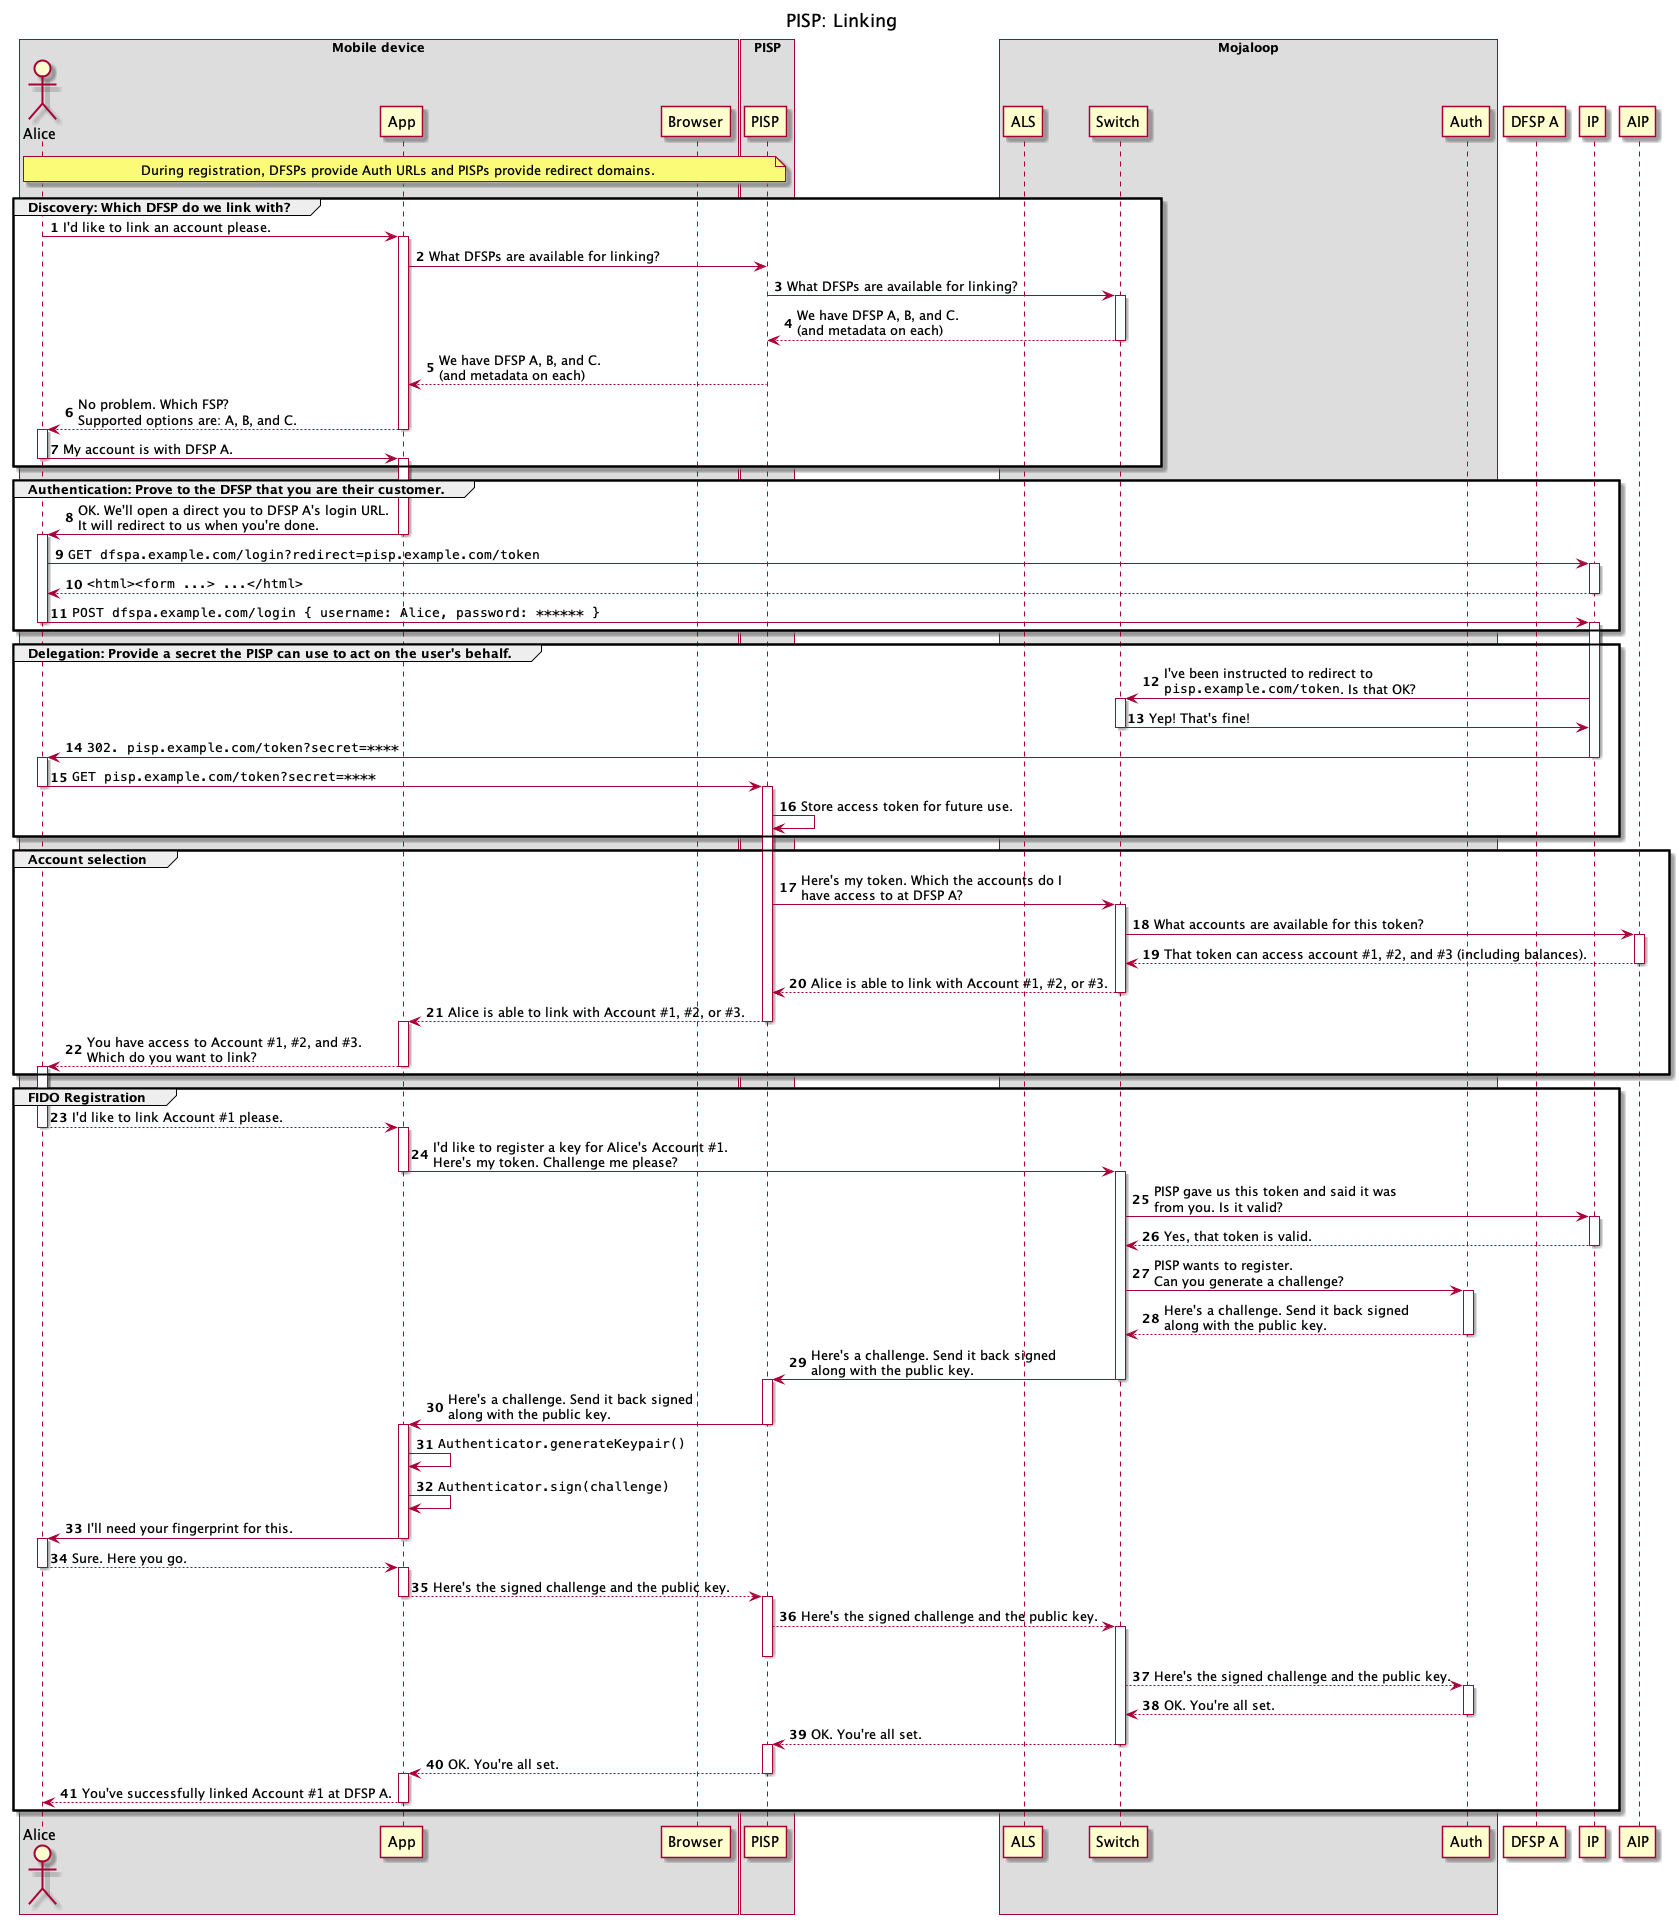 PISP: Linking
Mobile device
PISP
Mojaloop
Alice
App
Browser
PISP
ALS
Switch
Auth
DFSP A
IP
AIP
During registration, DFSPs provide Auth URLs and PISPs provide redirect domains.
Discovery: Which DFSP do we link with?
1 I'd like to link an account please.
2 What DFSPs are available for linking?
3 What DFSPs are available for linking?
4 We have DFSP A, B, and C.
(and metadata on each)
5 We have DFSP A, B, and C.
(and metadata on each)
6 No problem. Which FSP?
Supported options are: A, B, and C.
7 My account is with DFSP A.
Authentication: Prove to the DFSP that you are their customer.
8 OK. We'll open a direct you to DFSP A's login URL.
It will redirect to us when you're done.
9 GET dfspa.example.com/login?redirect=pisp.example.com/token
10 <html><form ...> ...</html>
11 POST dfspa.example.com/login { username: Alice, password: ****** }
Delegation: Provide a secret the PISP can use to act on the user's behalf.
12 I've been instructed to redirect to
pisp.example.com/token. Is that OK?
13 Yep! That's fine!
14 302. pisp.example.com/token?secret=****
15 GET pisp.example.com/token?secret=****
16 Store access token for future use.
Account selection
17 Here's my token. Which the accounts do I
have access to at DFSP A?
18 What accounts are available for this token?
19 That token can access account #1, #2, and #3 (including balances).
20 Alice is able to link with Account #1, #2, or #3.
21 Alice is able to link with Account #1, #2, or #3.
22 You have access to Account #1, #2, and #3.
Which do you want to link?
FIDO Registration
23 I'd like to link Account #1 please.
24 I'd like to register a key for Alice's Account #1.
Here's my token. Challenge me please?
25 PISP gave us this token and said it was
from you. Is it valid?
26 Yes, that token is valid.
27 PISP wants to register.
Can you generate a challenge?
28 Here's a challenge. Send it back signed
along with the public key.
29 Here's a challenge. Send it back signed
along with the public key.
30 Here's a challenge. Send it back signed
along with the public key.
31 Authenticator.generateKeypair()
32 Authenticator.sign(challenge)
33 I'll need your fingerprint for this.
34 Sure. Here you go.
35 Here's the signed challenge and the public key.
36 Here's the signed challenge and the public key.
37 Here's the signed challenge and the public key.
38 OK. You're all set.
39 OK. You're all set.
40 OK. You're all set.
41 You've successfully linked Account #1 at DFSP A.
Alice
App
Browser
PISP
ALS
Switch
Auth
DFSP A
IP
AIP